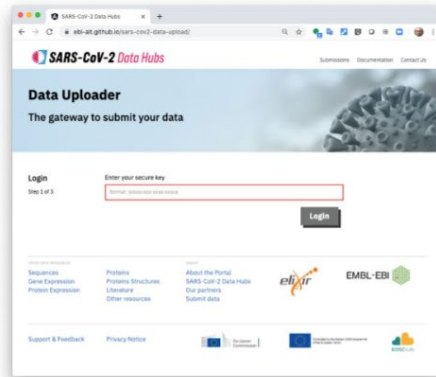 SARS-CoV-2 Data Hubs
ebi-ait.github.io/sars-cov2-data-upload/
SARS-CoV-2 Data Hubs
Submissions Documentation Contact Us
Data Uploader
The gateway to submit your data
Login
Enter your secure key
Step 1 of 3
Login
Sequences
Gene Expression
Protein Expression
Proteins
Proteins Structures
Literature
Other resources
About the Portal
SARS-CoV-2 Data Hubs
Our partners
Submit data
elixir
EMBL-EBI
Support & Feedback
Privacy Notice
European
Commission